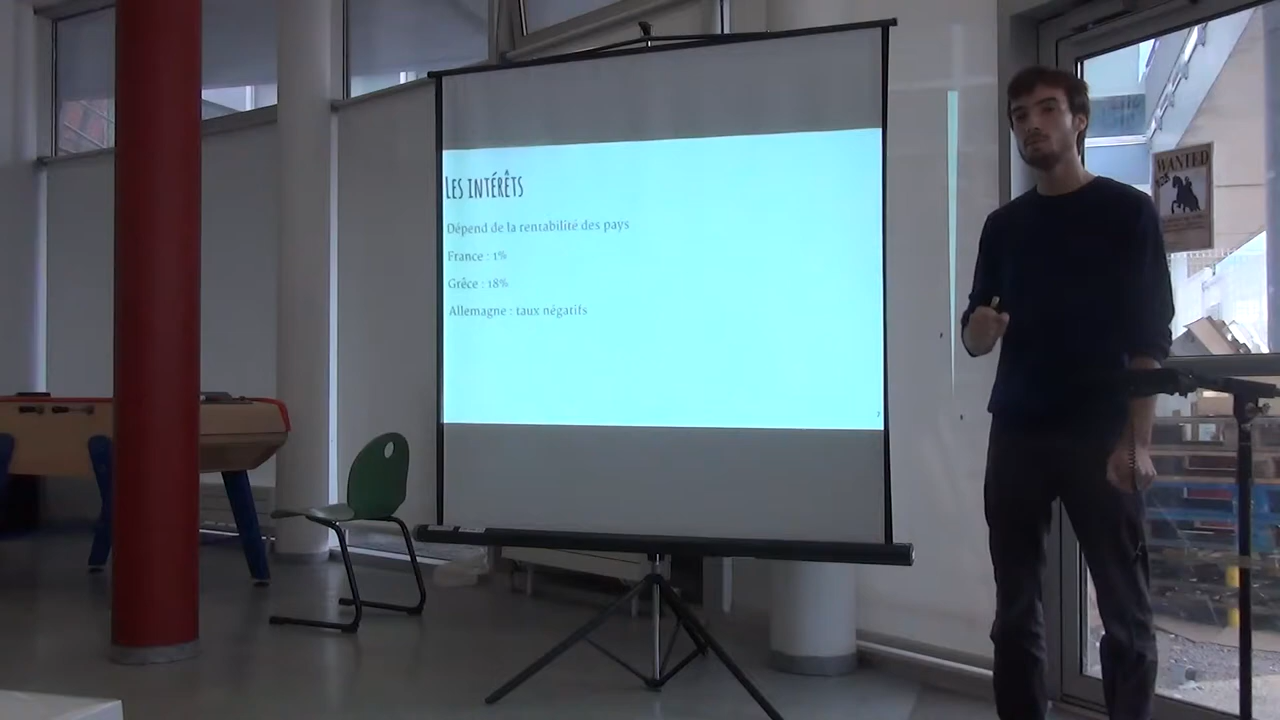 Les intérêts
Dépend de la rentabilité des pays
France : 1%
Grèce : 18%
Allemagne : taux négatifs
WANTED